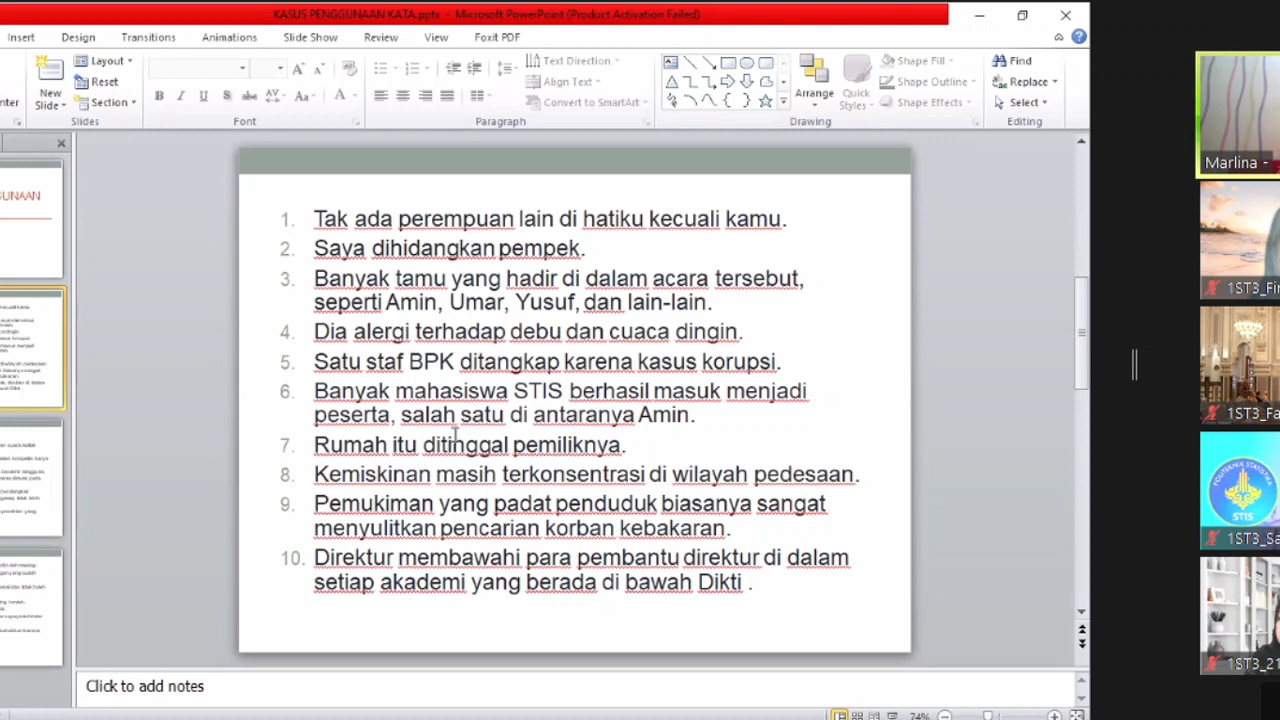 KASUS PENGGUNAAN KATA.pptx - Microsoft PowerPoint (Product Activation Failed)
Insert Design Transitions Animations Slide Show Review View Foxit PDF
New Slide
Layout
Reset
Section
Slides
Font
Text Direction
Align Text
Convert to SmartArt
Paragraph
Arrange
Quick Styles
Shape Fill
Shape Outline
Shape Effects
Drawing
Find
Replace
Select
Editing
1. Tak ada perempuan lain di hatiku kecuali kamu.
2. Saya dihidangkan pempek.
3. Banyak tamu yang hadir di dalam acara tersebut,
seperti Amin, Umar, Yusuf, dan lain-lain.
4. Dia alergi terhadap debu dan cuaca dingin.
5. Satu staf BPK ditangkap karena kasus korupsi.
6. Banyak mahasiswa STIS berhasil masuk menjadi
peserta, salah satu di antaranya Amin.
7. Rumah itu ditinggal pemiliknya.
8. Kemiskinan masih terkonsentrasi di wilayah pedesaan.
9. Pemukiman yang padat penduduk biasanya sangat
menyulitkan pencarian korban kebakaran.
10. Direktur membawahi para pembantu direktur di dalam
setiap akademi yang berada di bawah Dikti .
Click to add notes
74%
Marlina -
1ST3_Fir
1ST3_Fa
POLITEKNIK STATISTIKA
STIS
1ST3_Sa
1ST3_21